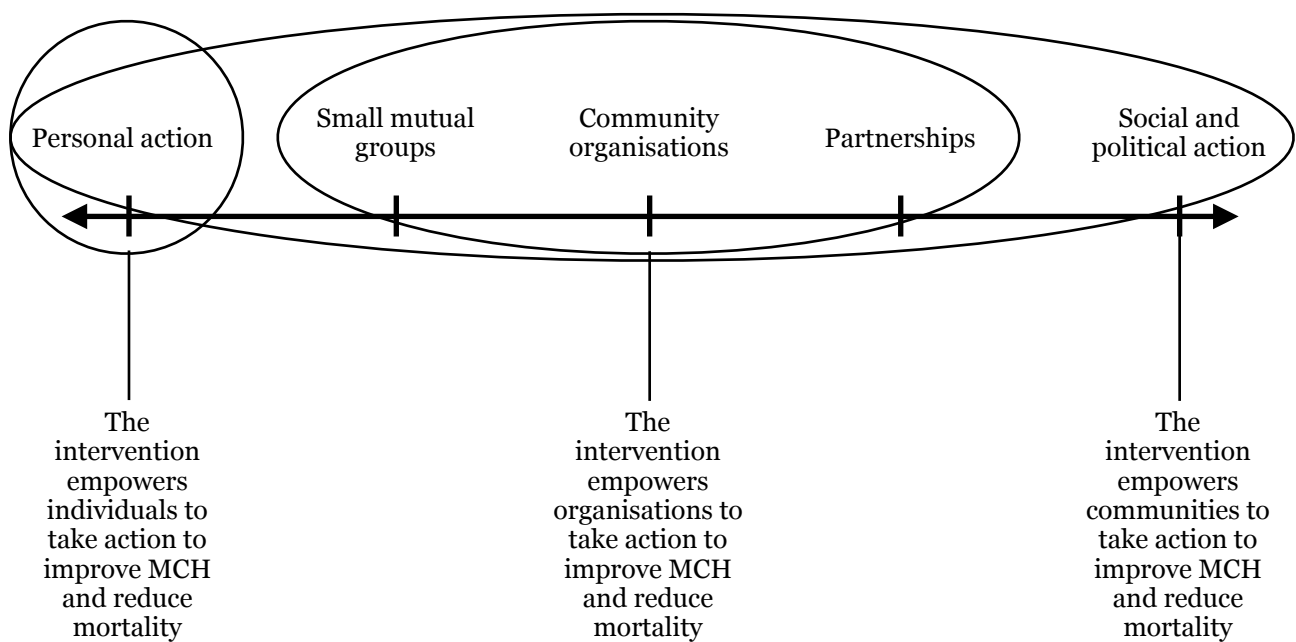 Personal action
Small mutual
groups
Community
organisations
Partnerships
Social and
political action
The
intervention
empowers
individuals to
take action to
improve MCH
and reduce
mortality
The
intervention
empowers
organisations to
take action to
improve MCH
and reduce
mortality
The
intervention
empowers
communities to
take action to
improve MCH
and reduce
mortality